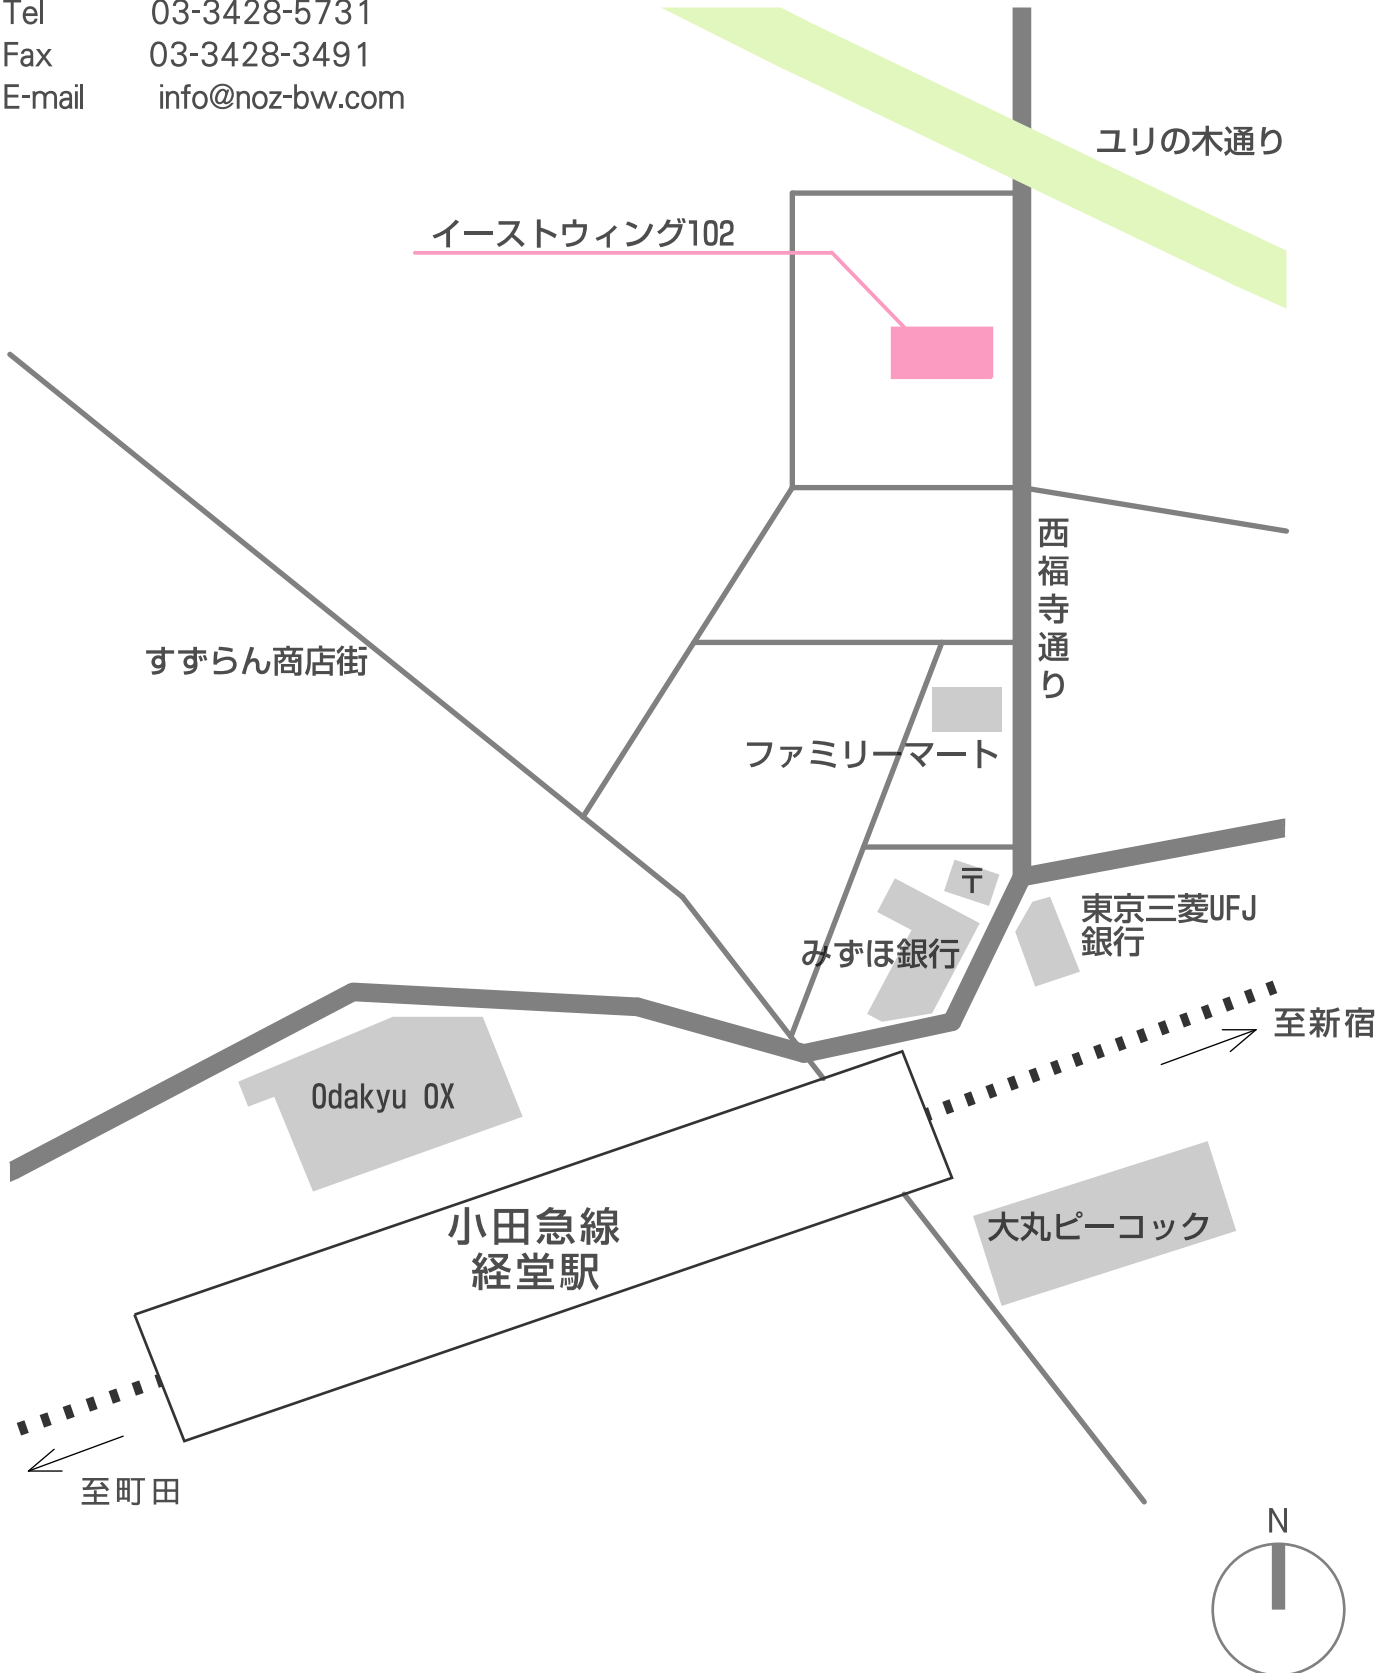 Tel 03-3428-5731
Fax 03-3428-3491
E-mail info@noz-bw.com
ユリの木通り
イーストウィング102
西福寺通り
すずらん商店街
ファミリーマート
〒
東京三菱UFJ
銀行
みずほ銀行
至新宿
Odakyu OX
小田急線
経堂駅
大丸ピーコック
至町田
N